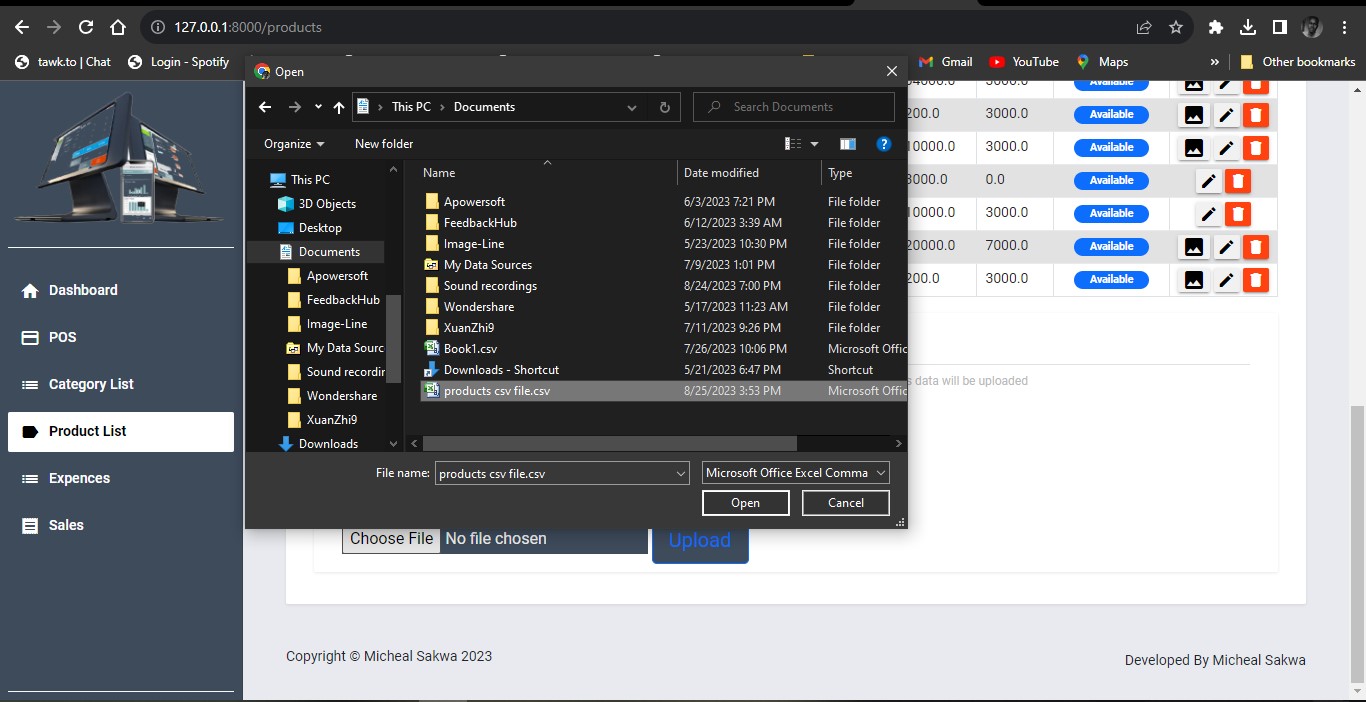 127.0.0.1:8000/products
tawk.to | Chat Login - Spotify Gmail YouTube Maps » Other bookmarks
Open
This PC > Documents Search Documents
Organize New folder
Name Date modified Type
This PC
3D Objects
Desktop
Documents
Apowersoft
FeedbackHub
Image-Line
My Data Sourc
Sound recordin
Wondershare
XuanZhi9
Downloads
Apowersoft 6/3/2023 7:21 PM File folder
FeedbackHub 6/12/2023 3:39 AM File folder
Image-Line 5/23/2023 10:30 PM File folder
My Data Sources 7/9/2023 1:01 PM File folder
Sound recordings 8/24/2023 7:00 PM File folder
Wondershare 5/17/2023 11:23 AM File folder
XuanZhi9 7/11/2023 9:26 PM File folder
Book1.csv 7/26/2023 10:06 PM Microsoft Offic
Downloads - Shortcut 5/21/2023 6:47 PM Shortcut
products csv file.csv 8/25/2023 3:53 PM Microsoft Offic
File name: products csv file.csv Microsoft Office Excel Comma
Open Cancel
Dashboard
POS
Category List
Product List
Expences
Sales
Available
200.0 3000.0 Available
10000.0 3000.0 Available
3000.0 0.0 Available
10000.0 3000.0 Available
20000.0 7000.0 Available
200.0 3000.0 Available
s data will be uploaded
Choose File No file chosen Upload
Copyright © Micheal Sakwa 2023
Developed By Micheal Sakwa